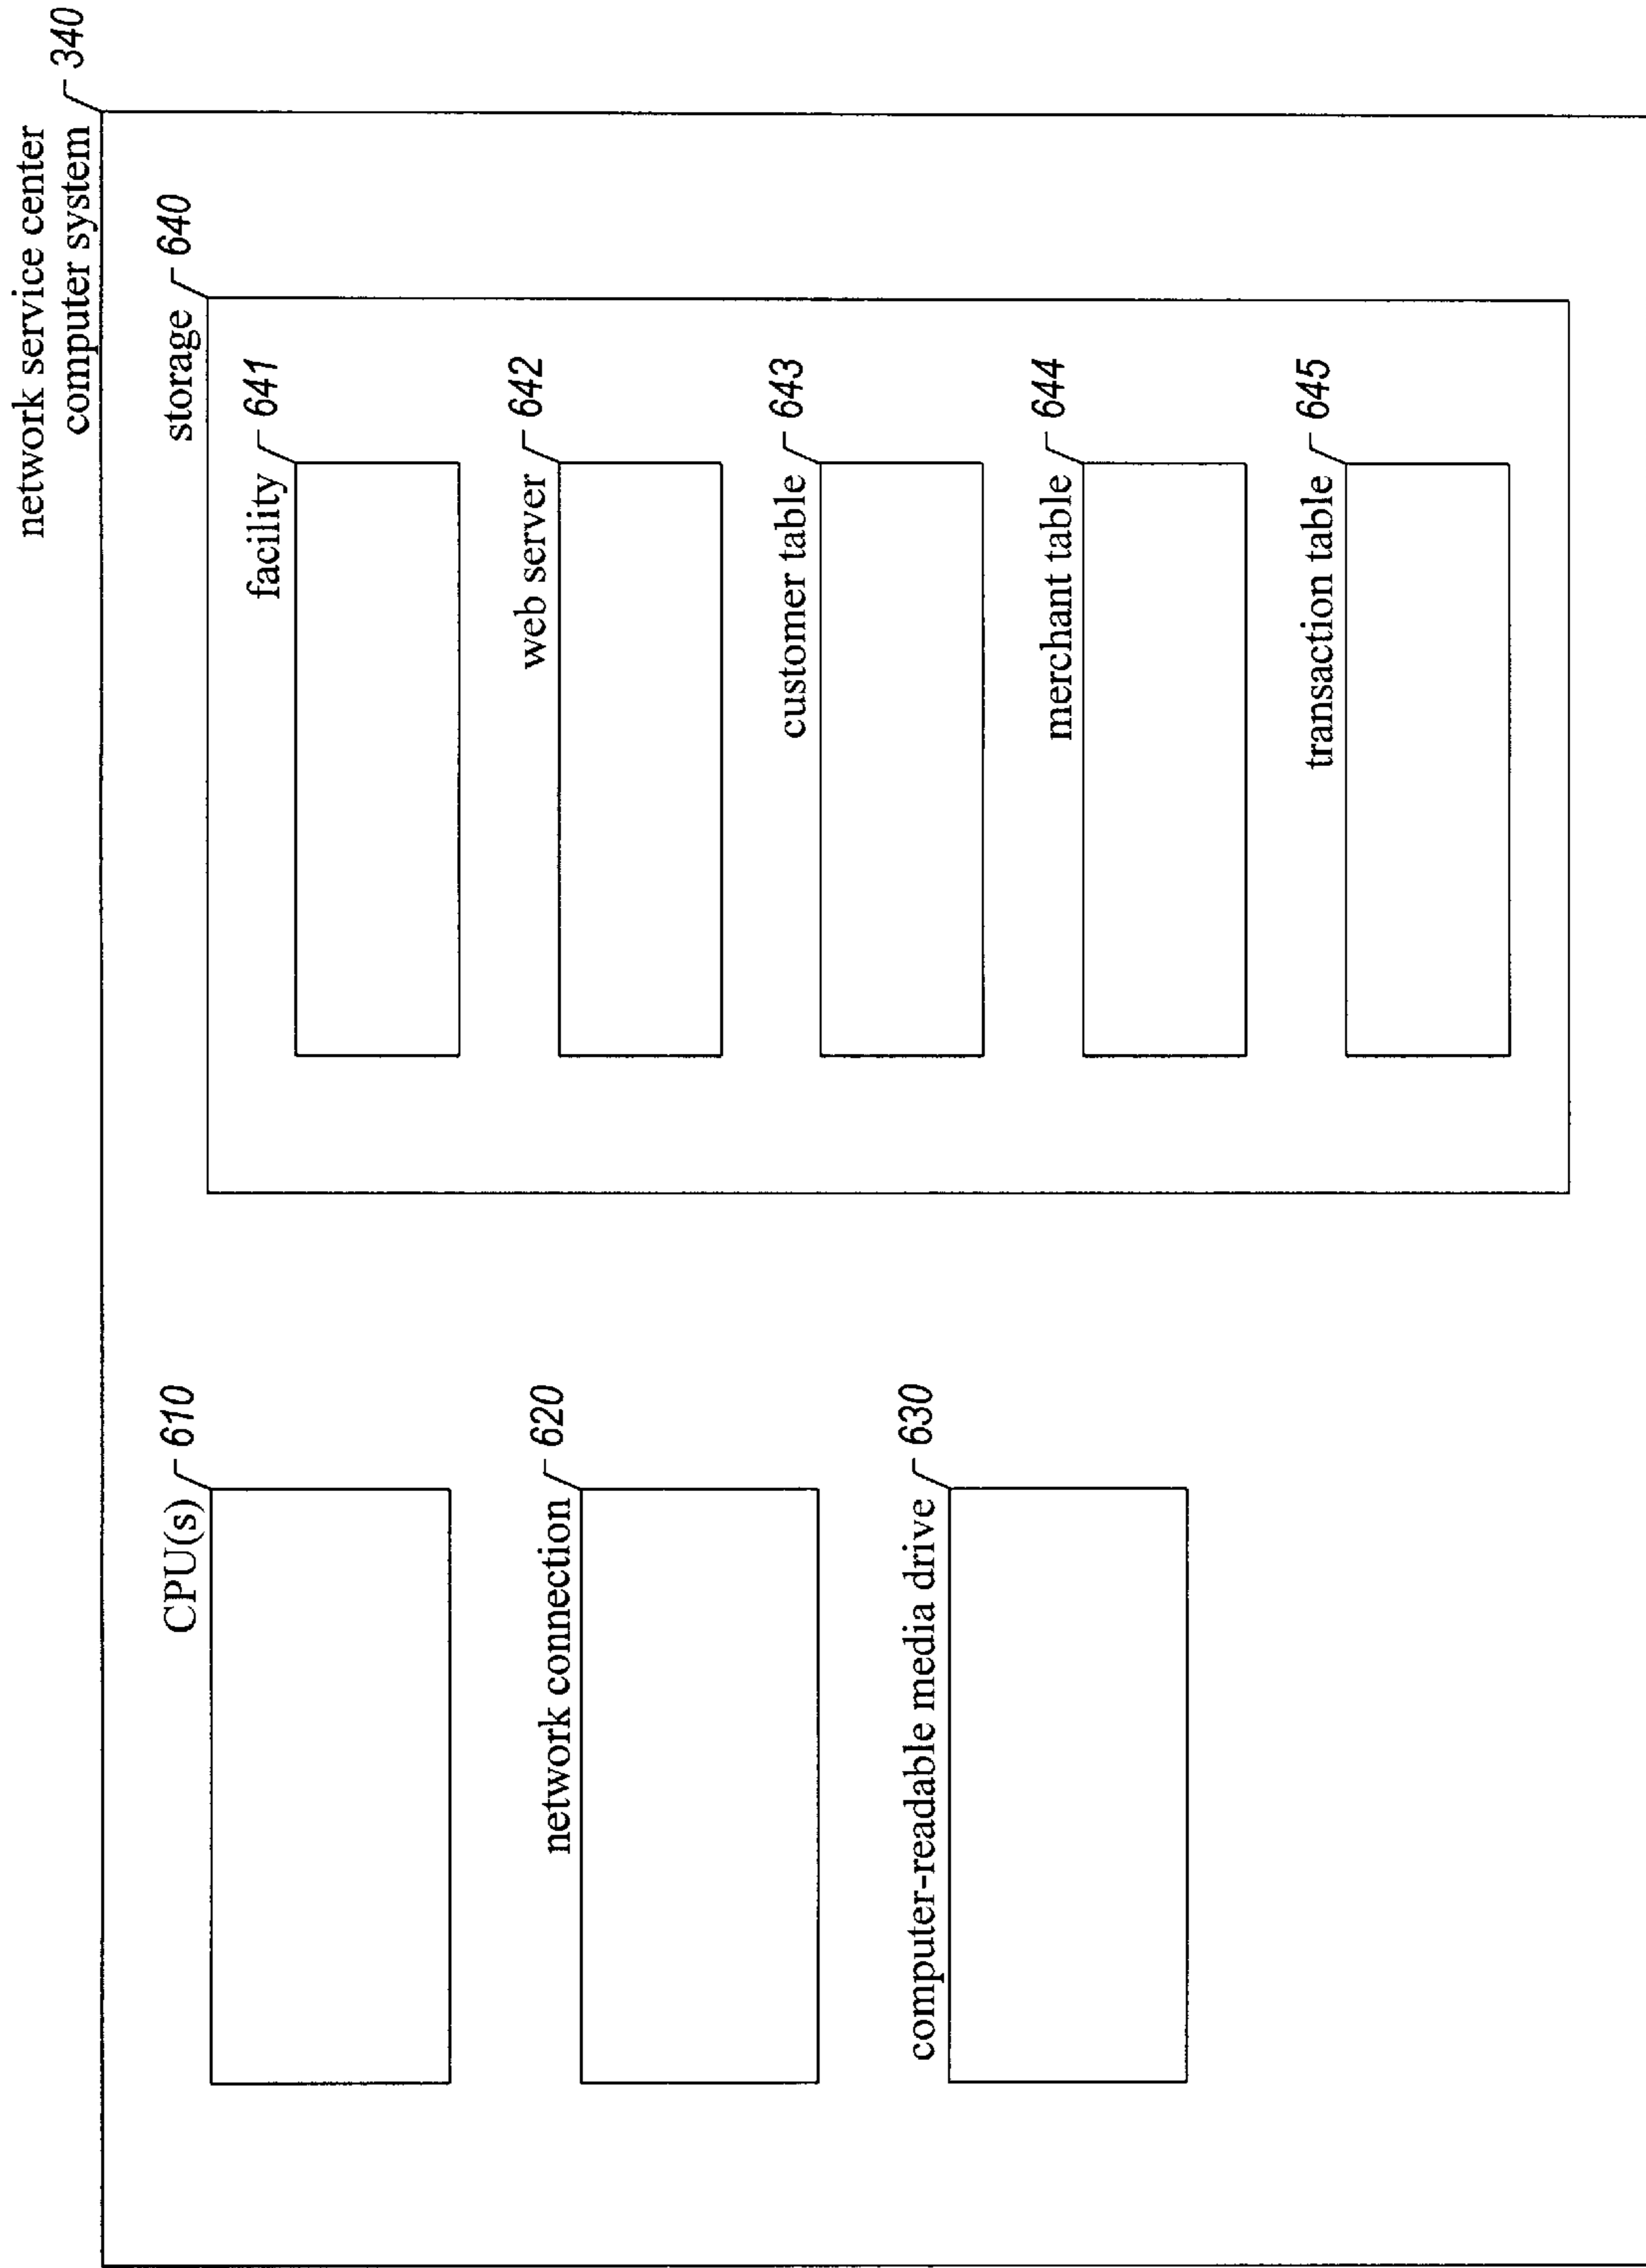 network service center
computer system 340
CPU(s) 610
network connection 620
computer-readable media drive 630
storage 640
facility 641
web server 642
customer table 643
merchant table 644
transaction table 645